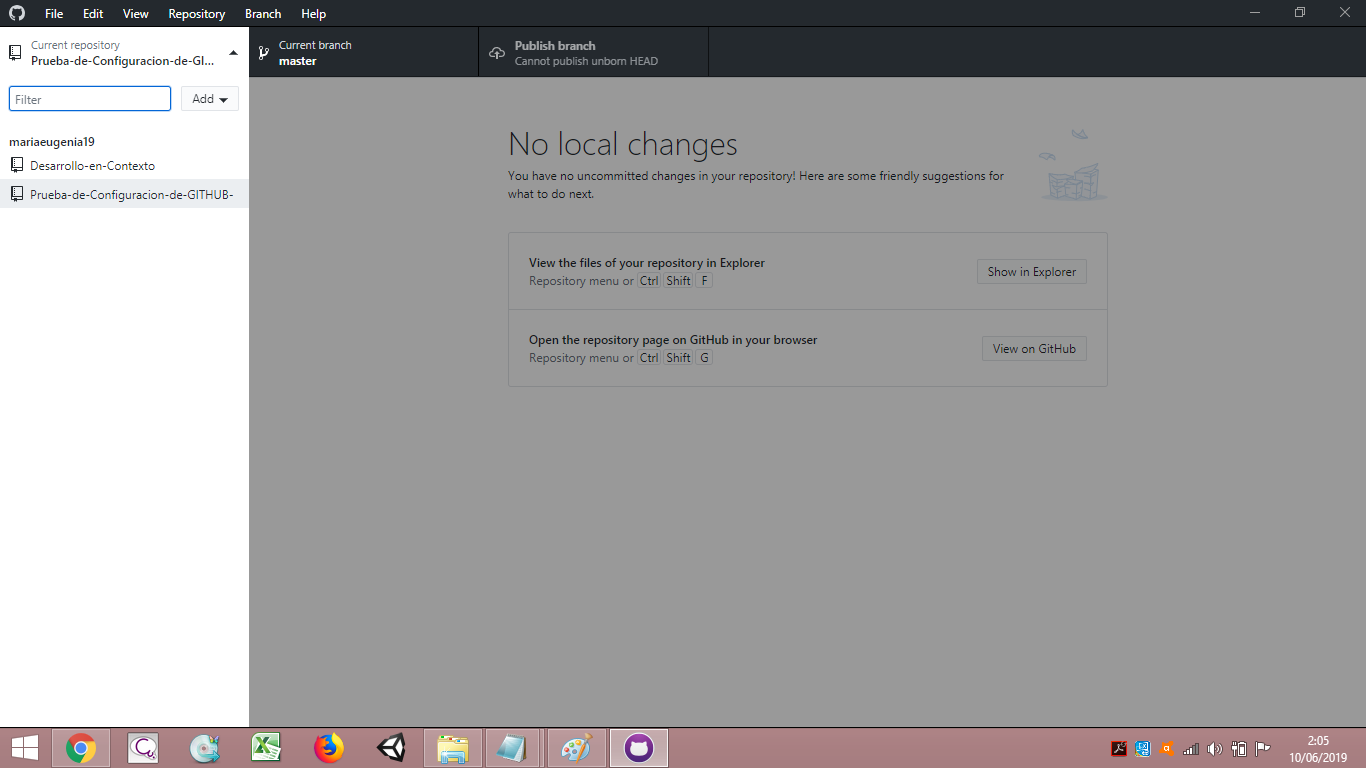 File Edit View Repository Branch Help
Current repository
Prueba-de-Configuracion-de-GI...
Current branch
master
Publish branch
Cannot publish unborn HEAD
Filter
Add
mariaeugenia19
Desarrollo-en-Contexto
Prueba-de-Configuracion-de-GITHUB-
No local changes
You have no uncommitted changes in your repository! Here are some friendly suggestions for
what to do next.
View the files of your repository in Explorer
Repository menu or Ctrl Shift F
Show in Explorer
Open the repository page on GitHub in your browser
Repository menu or Ctrl Shift G
View on GitHub
2:05
10/06/2019